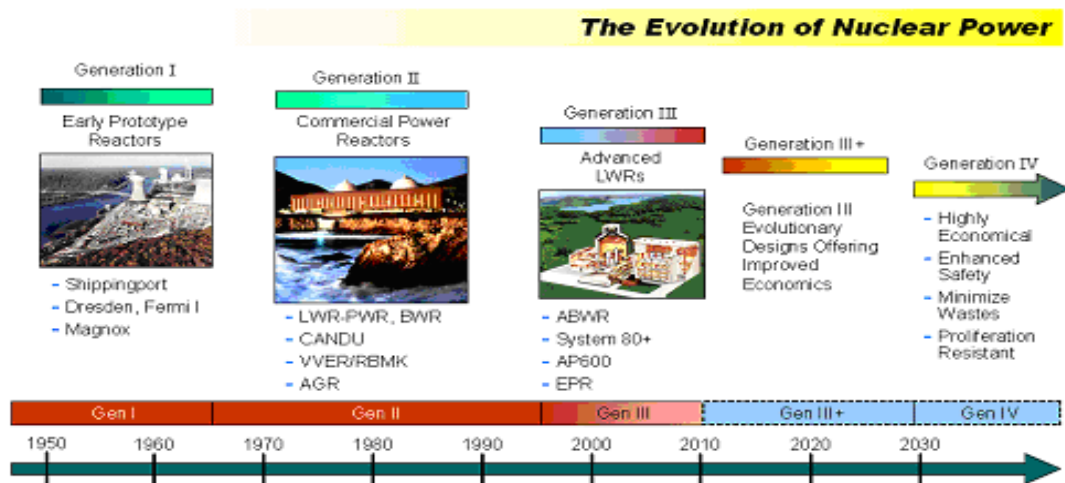 The Evolution of Nuclear Power
Generation I
Early Prototype
Reactors
- Shippingport
- Dresden, Fermi I
- Magnox
Generation II
Commercial Power
Reactors
- LWR-PWR, BWR
- CANDU
- VVER/RBMK
- AGR
Generation III
Advanced
LWRs
- ABWR
- System 80+
- AP600
- EPR
Generation III+
Generation III
Evolutionary
Designs Offering
Improved
Economics
Generation IV
- Highly
Economical
- Enhanced
Safety
- Minimize
Wastes
- Proliferation
Resistant
Gen I Gen II Gen III Gen III+ Gen IV
1950 1960 1970 1980 1990 2000 2010 2020 2030